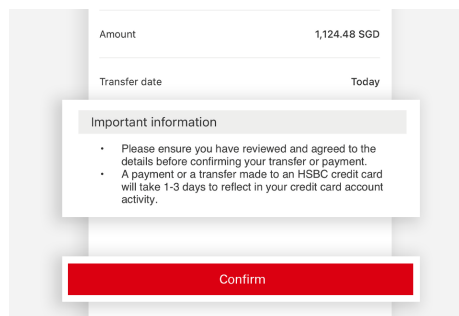 Amount 1,124.48 SGD
Transfer date Today
Important information
• Please ensure you have reviewed and agreed to the
details before confirming your transfer or payment.
• A payment or a transfer made to an HSBC credit card
will take 1-3 days to reflect in your credit card account
activity.
Confirm